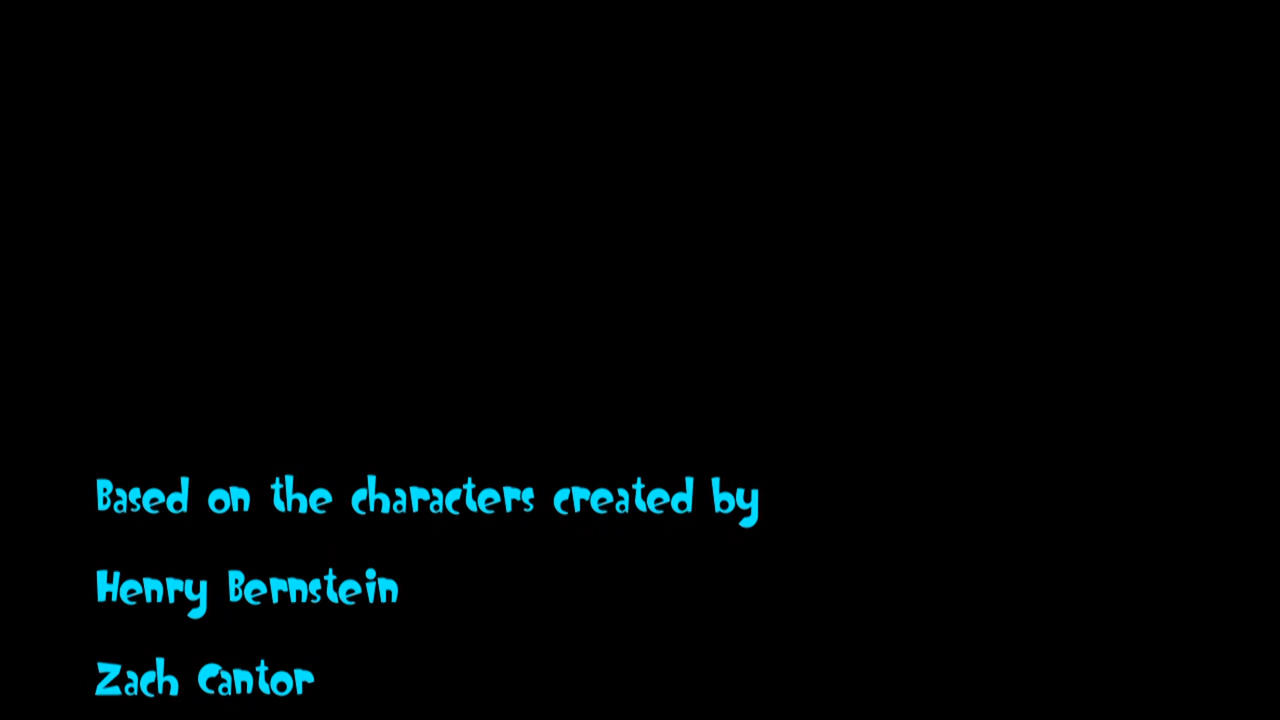 Based on the characters created by
Henry Bernstein
Zach Cantor